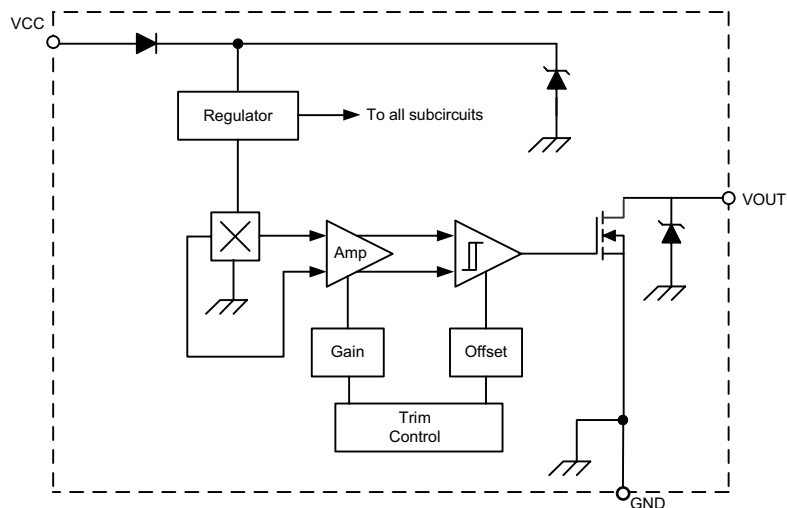 VCC
Regulator
To all subcircuits
VOUT
Amp
Gain
Offset
Trim
Control
GND